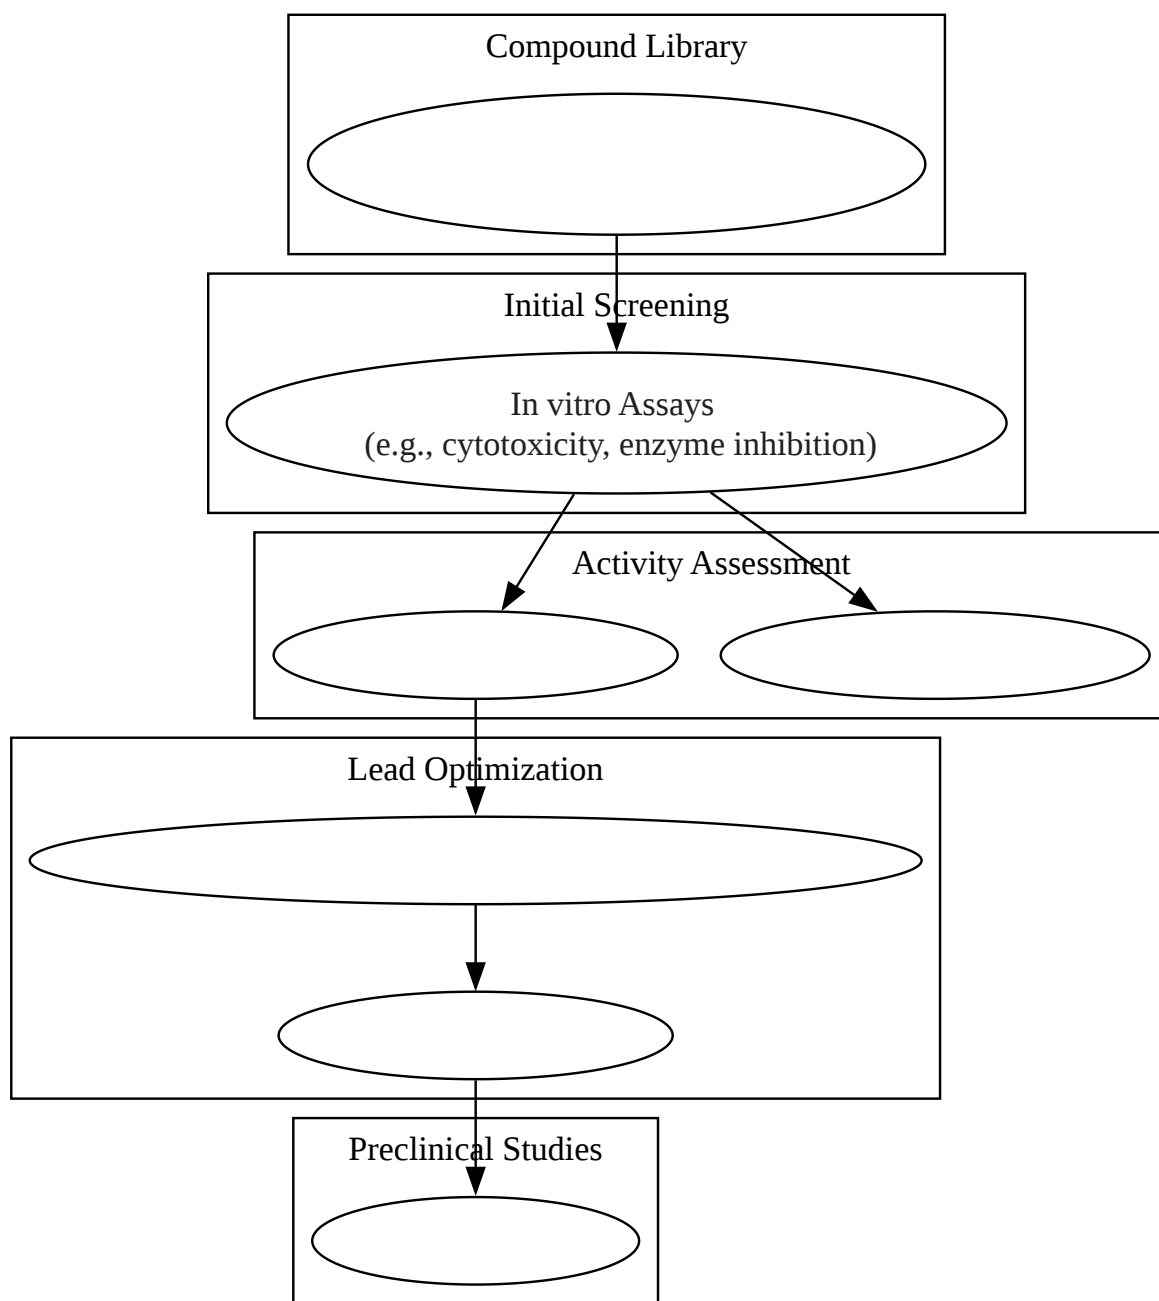 Compound Library
Initial Screening
In vitro Assays
(e.g., cytotoxicity, enzyme inhibition)
Activity Assessment
Lead Optimization
Preclinical Studies